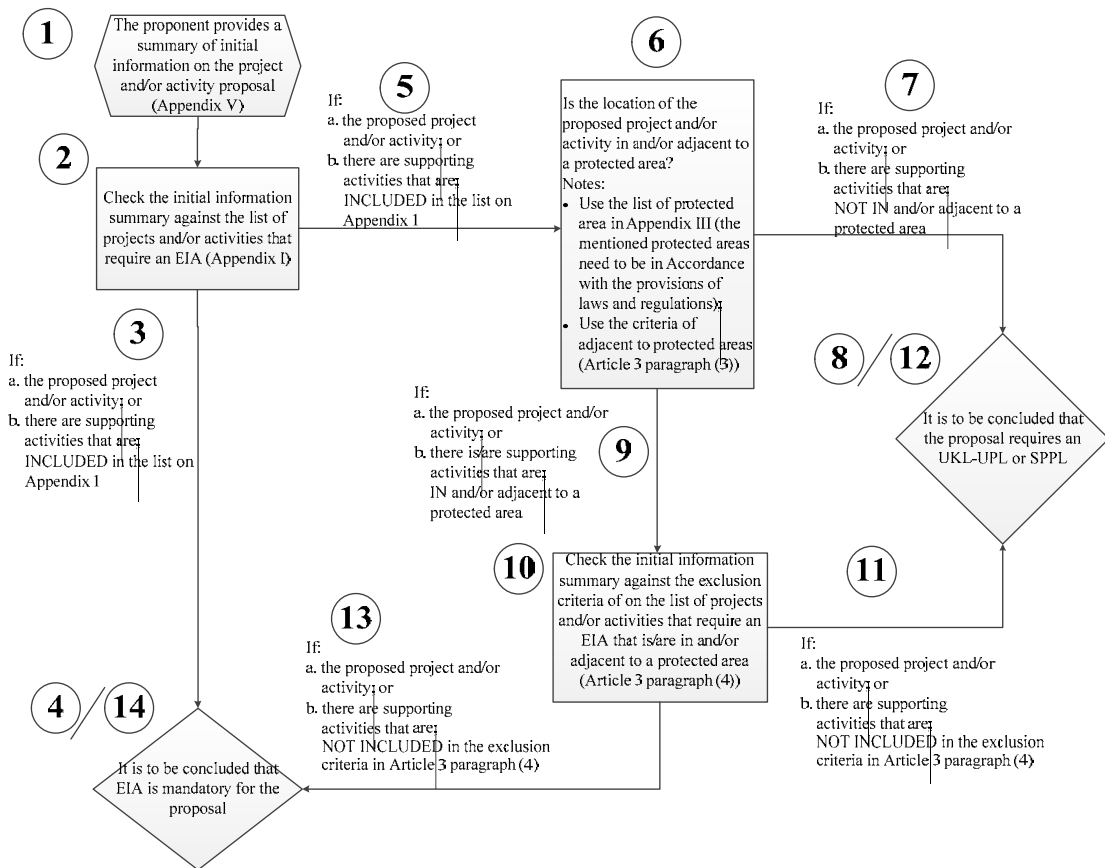 1
The proponent provides a
summary of initial
information on the project
and/or activity proposal
(Appendix V)
2
Check the initial information
summary against the list of
projects and/or activities that
require an EIA (Appendix I)
3
If:
a. the proposed project
and/or activity; or
b. there are supporting
activities that are:
INCLUDED in the list on
Appendix 1
4 / 14
It is to be concluded that
EIA is mandatory for the
proposal
5
If:
a. the proposed project
and/or activity; or
b. there are supporting
activities that are:
INCLUDED in the list on
Appendix 1
6
Is the location of the
proposed project and/or
activity in and/or adjacent to
a protected area?
Notes:
• Use the list of protected
area in Appendix III (the
mentioned protected areas
need to be in Accordance
with the provisions of
laws and regulations);
• Use the criteria of
adjacent to protected areas
(Article 3 paragraph (3))
7
If:
a. the proposed project and/or
activity; or
b. there are supporting
activities that are:
NOT IN and/or adjacent to a
protected area
8 / 12
It is to be concluded that
the proposal requires an
UKL-UPL or SPPL
9
If:
a. the proposed project and/or
activity; or
b. there is/are supporting
activities that are:
IN and/or adjacent to a
protected area
10
Check the initial information
summary against the exclusion
criteria of on the list of projects
and/or activities that require an
EIA that is/are in and/or
adjacent to a protected area
(Article 3 paragraph (4))
11
If:
a. the proposed project and/or
activity; or
b. there are supporting
activities that are:
NOT INCLUDED in the exclusion
criteria in Article 3 paragraph (4)
13
If:
a. the proposed project and/or
activity; or
b. there are supporting
activities that are:
NOT INCLUDED in the exclusion
criteria in Article 3 paragraph (4)